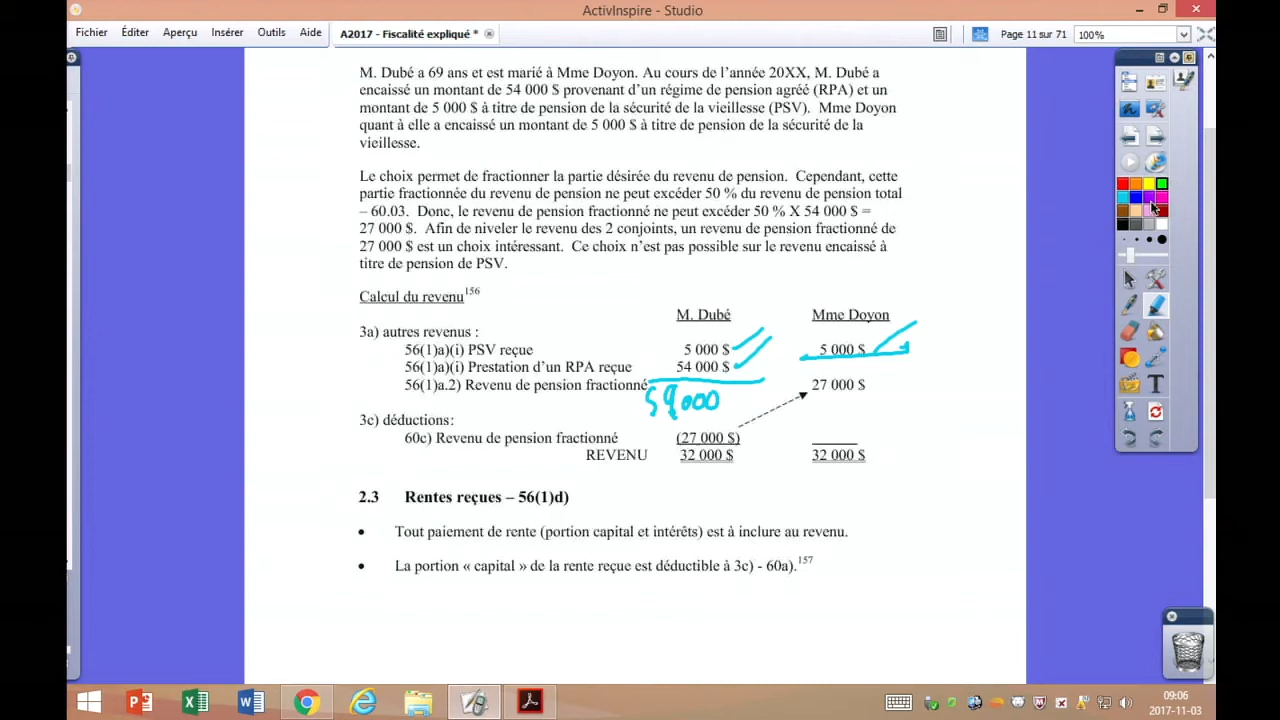 ActivInspire - Studio
Fichier Éditer Aperçu Insérer Outils Aide A2017 - Fiscalité expliqué * Page 11 sur 71 100%
M. Dubé a 69 ans et est marié à Mme Doyon. Au cours de l'année 20XX, M. Dubé a
encaissé un montant de 54 000 $ provenant d'un régime de pension agréé (RPA) et un
montant de 5 000 $ à titre de pension de la sécurité de la vieillesse (PSV). Mme Doyon
quant à elle a encaissé un montant de 5 000 $ à titre de pension de la sécurité de la
vieillesse.
Le choix permet de fractionner la partie désirée du revenu de pension. Cependant, cette
partie fractionnée du revenu de pension ne peut excéder 50 % du revenu de pension total
– 60.03. Donc, le revenu de pension fractionné ne peut excéder 50 % X 54 000 $ =
27 000 $. Afin de niveler le revenu des 2 conjoints, un revenu de pension fractionné de
27 000 $ est un choix intéressant. Ce choix n'est pas possible sur le revenu encaissé à
titre de pension de PSV.
Calcul du revenu156
M. Dubé Mme Doyon
3a) autres revenus :
56(1)a)(i) PSV reçue 5 000 $ 5 000 $
56(1)a)(i) Prestation d'un RPA reçue 54 000 $
56(1)a.2) Revenu de pension fractionné 27 000 $
59000
3c) déductions:
60c) Revenu de pension fractionné (27 000 $)
REVENU 32 000 $ 32 000 $
2.3 Rentes reçues – 56(1)d)
• Tout paiement de rente (portion capital et intérêts) est à inclure au revenu.
• La portion « capital » de la rente reçue est déductible à 3c) - 60a).157
09:06
2017-11-03